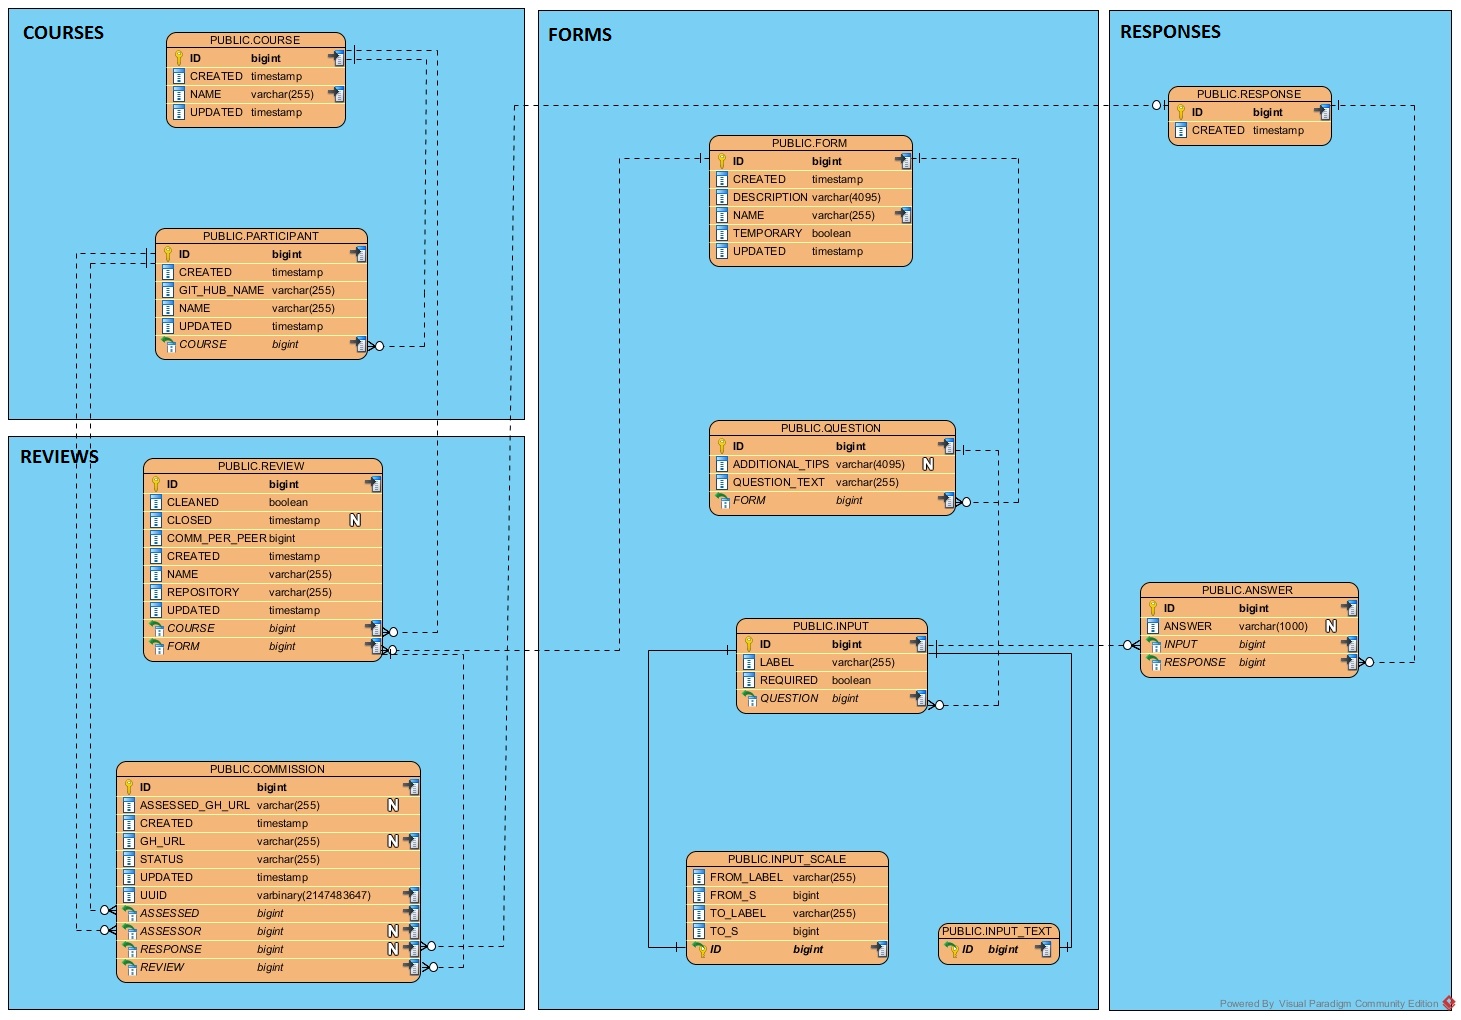 COURSES
PUBLIC.COURSE
ID bigint
CREATED timestamp
NAME varchar(255)
UPDATED timestamp
PUBLIC.PARTICIPANT
ID bigint
CREATED timestamp
GIT_HUB_NAME varchar(255)
NAME varchar(255)
UPDATED timestamp
COURSE bigint
REVIEWS
PUBLIC.REVIEW
ID bigint
CLEANED boolean
CLOSED timestamp N
COMM_PER_PEER bigint
CREATED timestamp
NAME varchar(255)
REPOSITORY varchar(255)
UPDATED timestamp
COURSE bigint
FORM bigint
PUBLIC.COMMISSION
ID bigint
ASSESSED_GH_URL varchar(255) N
CREATED timestamp
GH_URL varchar(255) N
STATUS varchar(255)
UPDATED timestamp
UUID varbinary(2147483647)
ASSESSED bigint
ASSESSOR bigint N
RESPONSE bigint N
REVIEW bigint
FORMS
PUBLIC.FORM
ID bigint
CREATED timestamp
DESCRIPTION varchar(4095)
NAME varchar(255)
TEMPORARY boolean
UPDATED timestamp
PUBLIC.QUESTION
ID bigint
ADDITIONAL_TIPS varchar(4095) N
QUESTION_TEXT varchar(255)
FORM bigint
PUBLIC.INPUT
ID bigint
LABEL varchar(255)
REQUIRED boolean
QUESTION bigint
PUBLIC.INPUT_SCALE
FROM_LABEL varchar(255)
FROM_S bigint
TO_LABEL varchar(255)
TO_S bigint
ID bigint
PUBLIC.INPUT_TEXT
ID bigint
RESPONSES
PUBLIC.RESPONSE
ID bigint
CREATED timestamp
PUBLIC.ANSWER
ID bigint
ANSWER varchar(1000) N
INPUT bigint
RESPONSE bigint
Powered By Visual Paradigm Community Edition